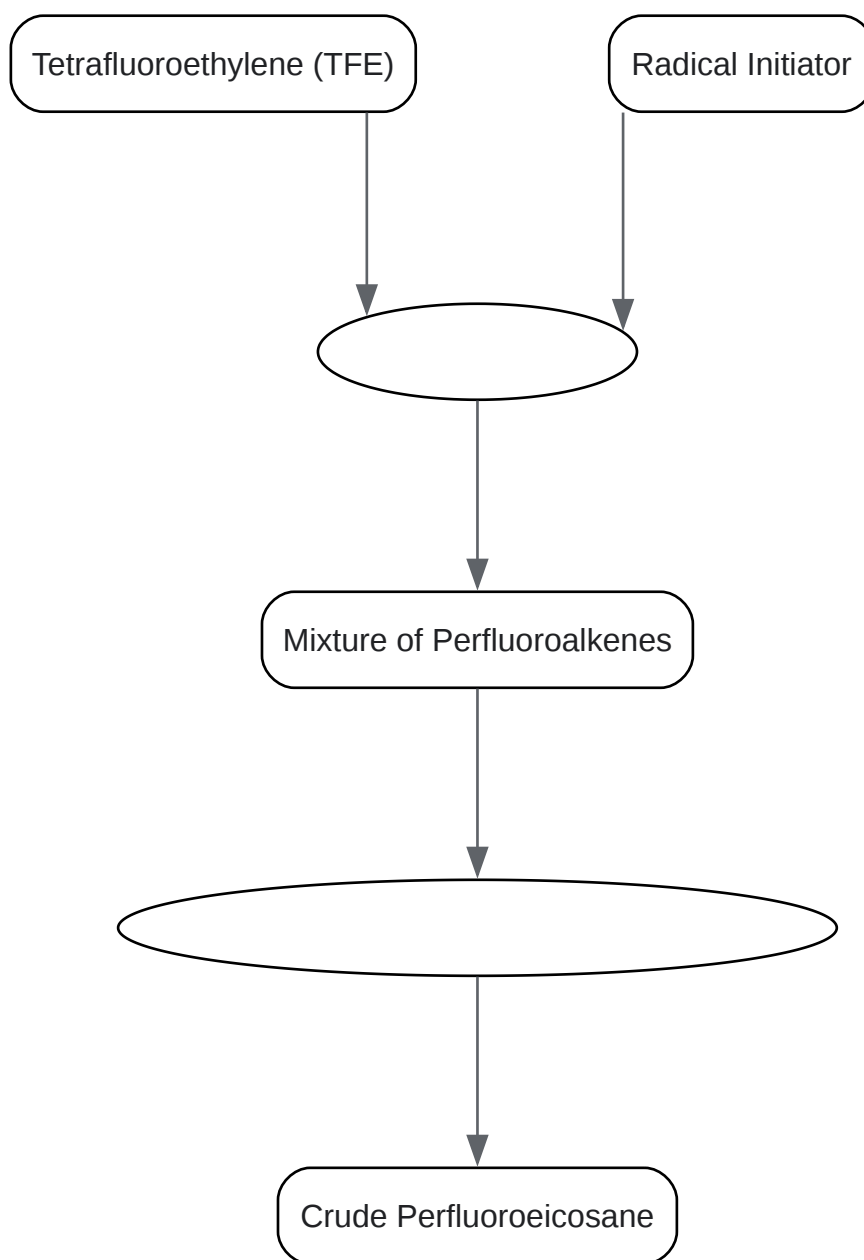 Tetrafluoroethylene (TFE)
Radical Initiator
Mixture of Perfluoroalkenes
Crude Perfluoroeicosane